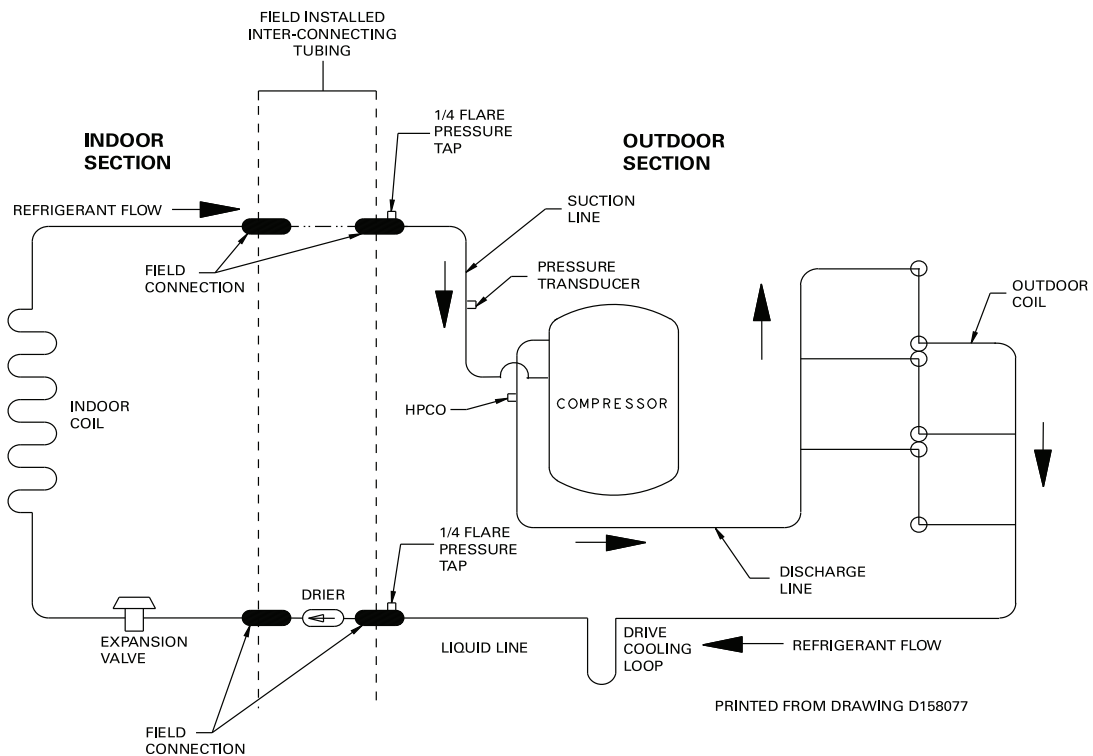 FIELD INSTALLED
INTER-CONNECTING
TUBING
1/4 FLARE
PRESSURE
TAP
INDOOR
SECTION
OUTDOOR
SECTION
REFRIGERANT FLOW
SUCTION
LINE
FIELD
CONNECTION
PRESSURE
TRANSDUCER
OUTDOOR
COIL
INDOOR
COIL
HPCO
COMPRESSOR
1/4 FLARE
PRESSURE
TAP
DISCHARGE
LINE
DRIER
EXPANSION
VALVE
LIQUID LINE
DRIVE
COOLING
LOOP
REFRIGERANT FLOW
FIELD
CONNECTION
PRINTED FROM DRAWING D158077